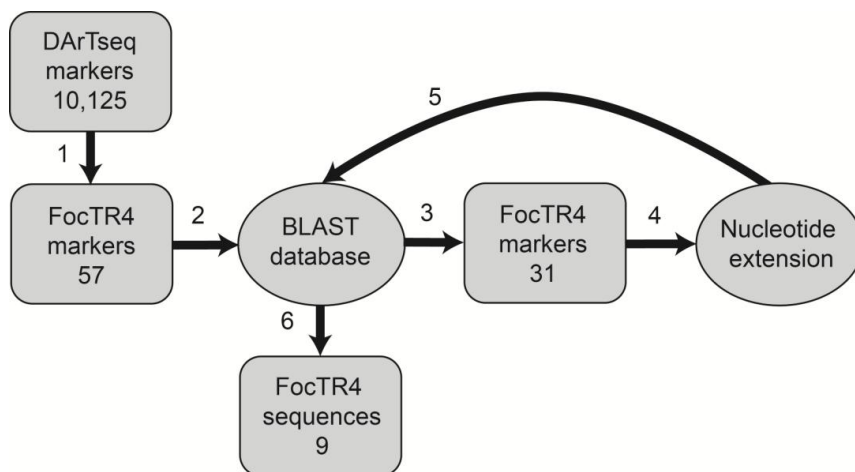 DArTseq
markers
10,125
1
FocTR4
markers
57
2
BLAST
database
3
FocTR4
markers
31
4
Nucleotide
extension
5
6
FocTR4
sequences
9